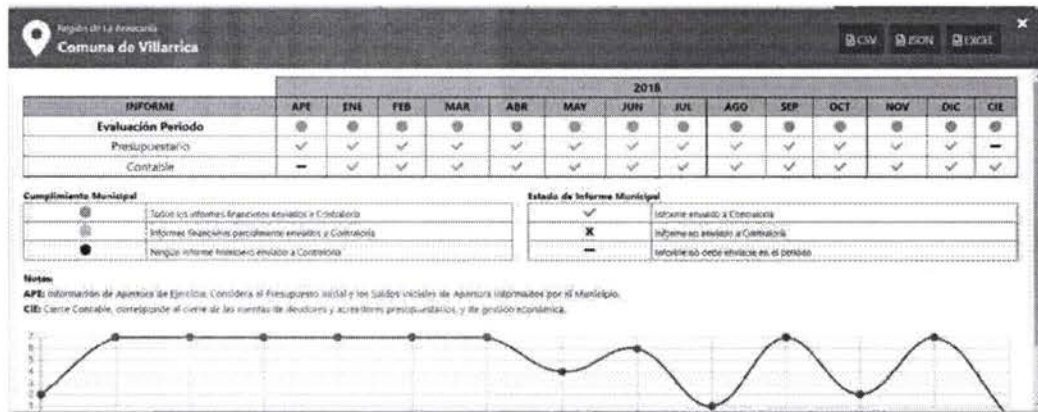 Región de La Araucanía
Comuna de Villarrica
CSV JSON EXCEL
2018
INFORME APE ENE FEB MAR ABR MAY JUN JUL AGO SEP OCT NOV DIC CIE
Evaluación Periodo
Presupuestario
Contable
Cumplimiento Municipal
Todos los informes financieros enviados a Contraloría
Informes financieros parcialmente enviados a Contraloría
Ningún informe financiero enviado a Contraloría
Estado de Informe Municipal
Informe enviado a Contraloría
Informe no enviado a Contraloría
Informe no debe enviarse en el periodo
Notas:
APE: Información de Apertura de Ejercicio. Considera el Presupuesto Inicial y los Saldos Iniciales de Apertura informados por el Municipio.
CIE: Cierre Contable, corresponde al cierre de las cuentas de deudores y acreedores presupuestarios, y de gestión económica.
7